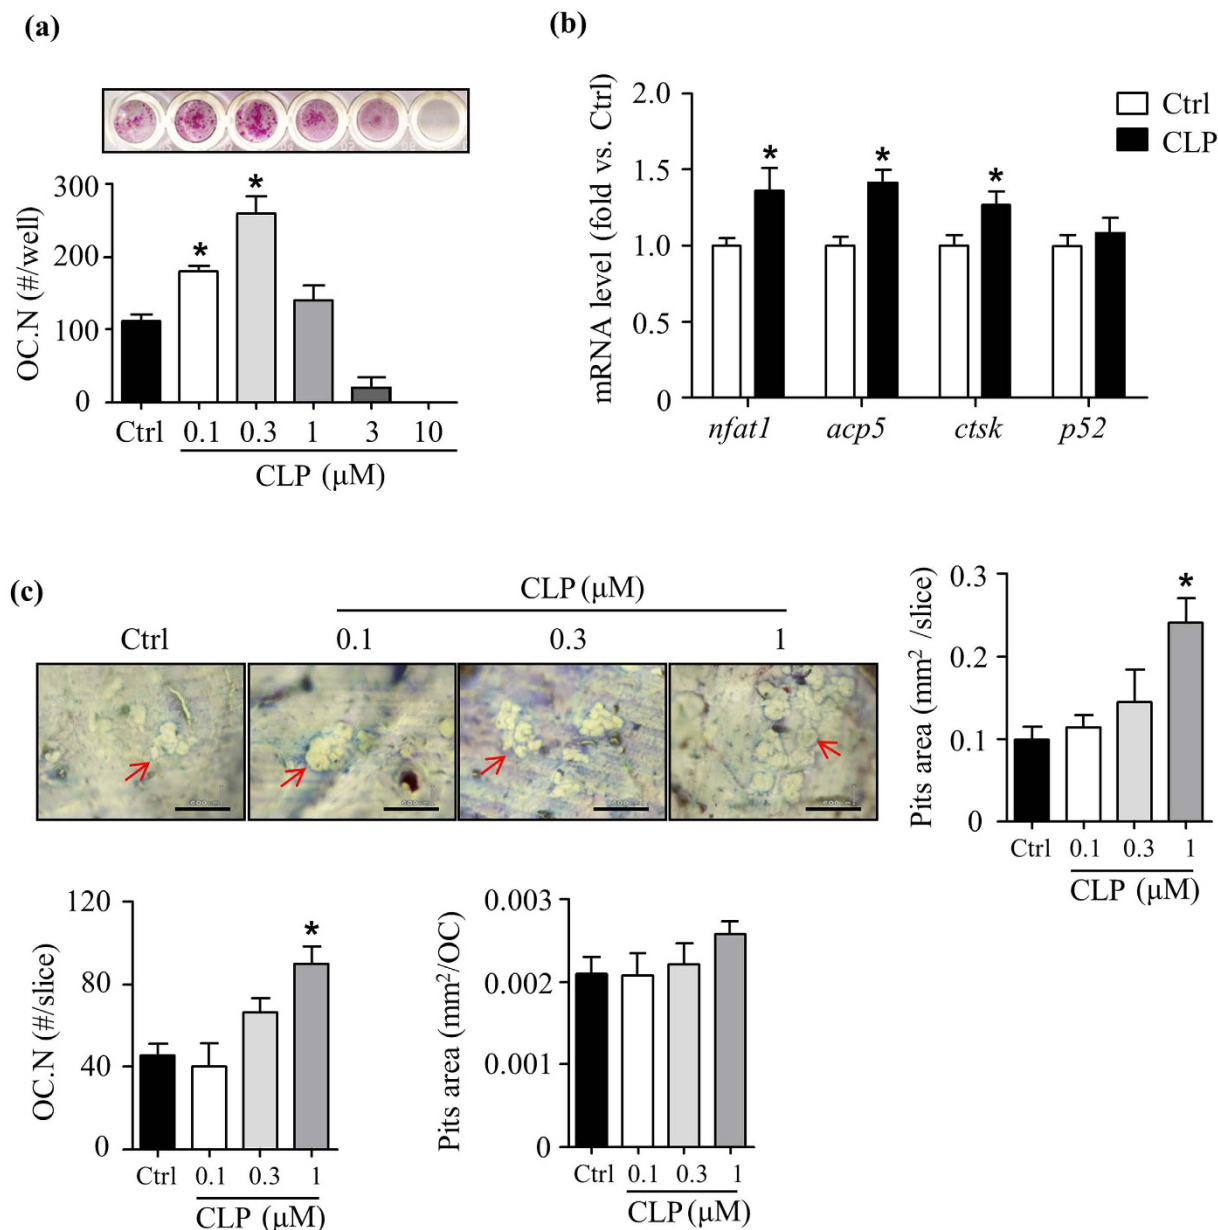 (a)
300
200
100
0
OC.N (#/well)
*
*
Ctrl 0.1 0.3 1 3 10
CLP (μM)
(b)
2.0
1.5
1.0
0.5
0
mRNA level (fold vs. Ctrl)
* * *
Ctrl
CLP
nfat1 acp5 ctsk p52
(c)
CLP (μM)
Ctrl 0.1 0.3 1
0.3
0.2
0.1
0
Pits area (mm² /slice)
*
Ctrl 0.1 0.3 1
CLP (μM)
120
80
40
0
OC.N (#/slice)
*
Ctrl 0.1 0.3 1
CLP (μM)
0.003
0.002
0.001
0
Pits area (mm²/OC)
Ctrl 0.1 0.3 1
CLP (μM)